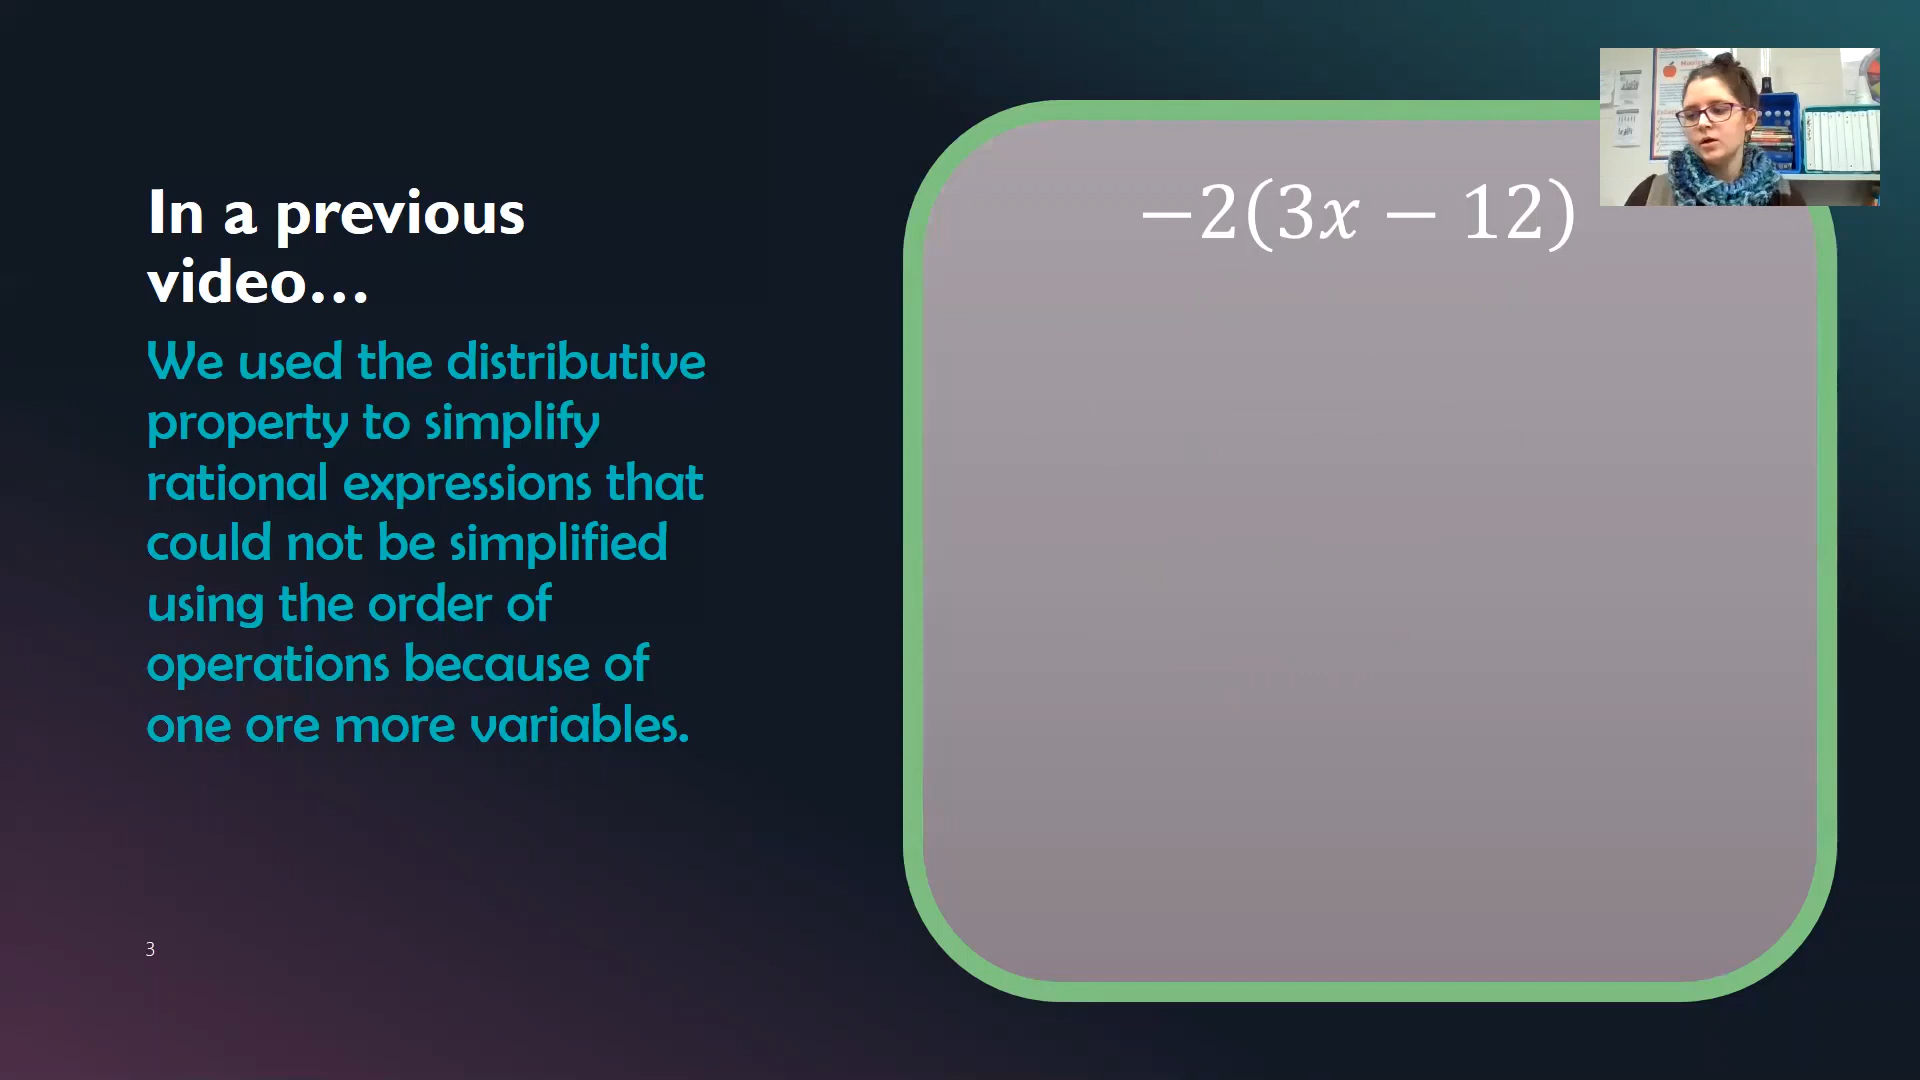 In a previous
video…
We used the distributive
property to simplify
rational expressions that
could not be simplified
using the order of
operations because of
one ore more variables.
−2(3x − 12)
3